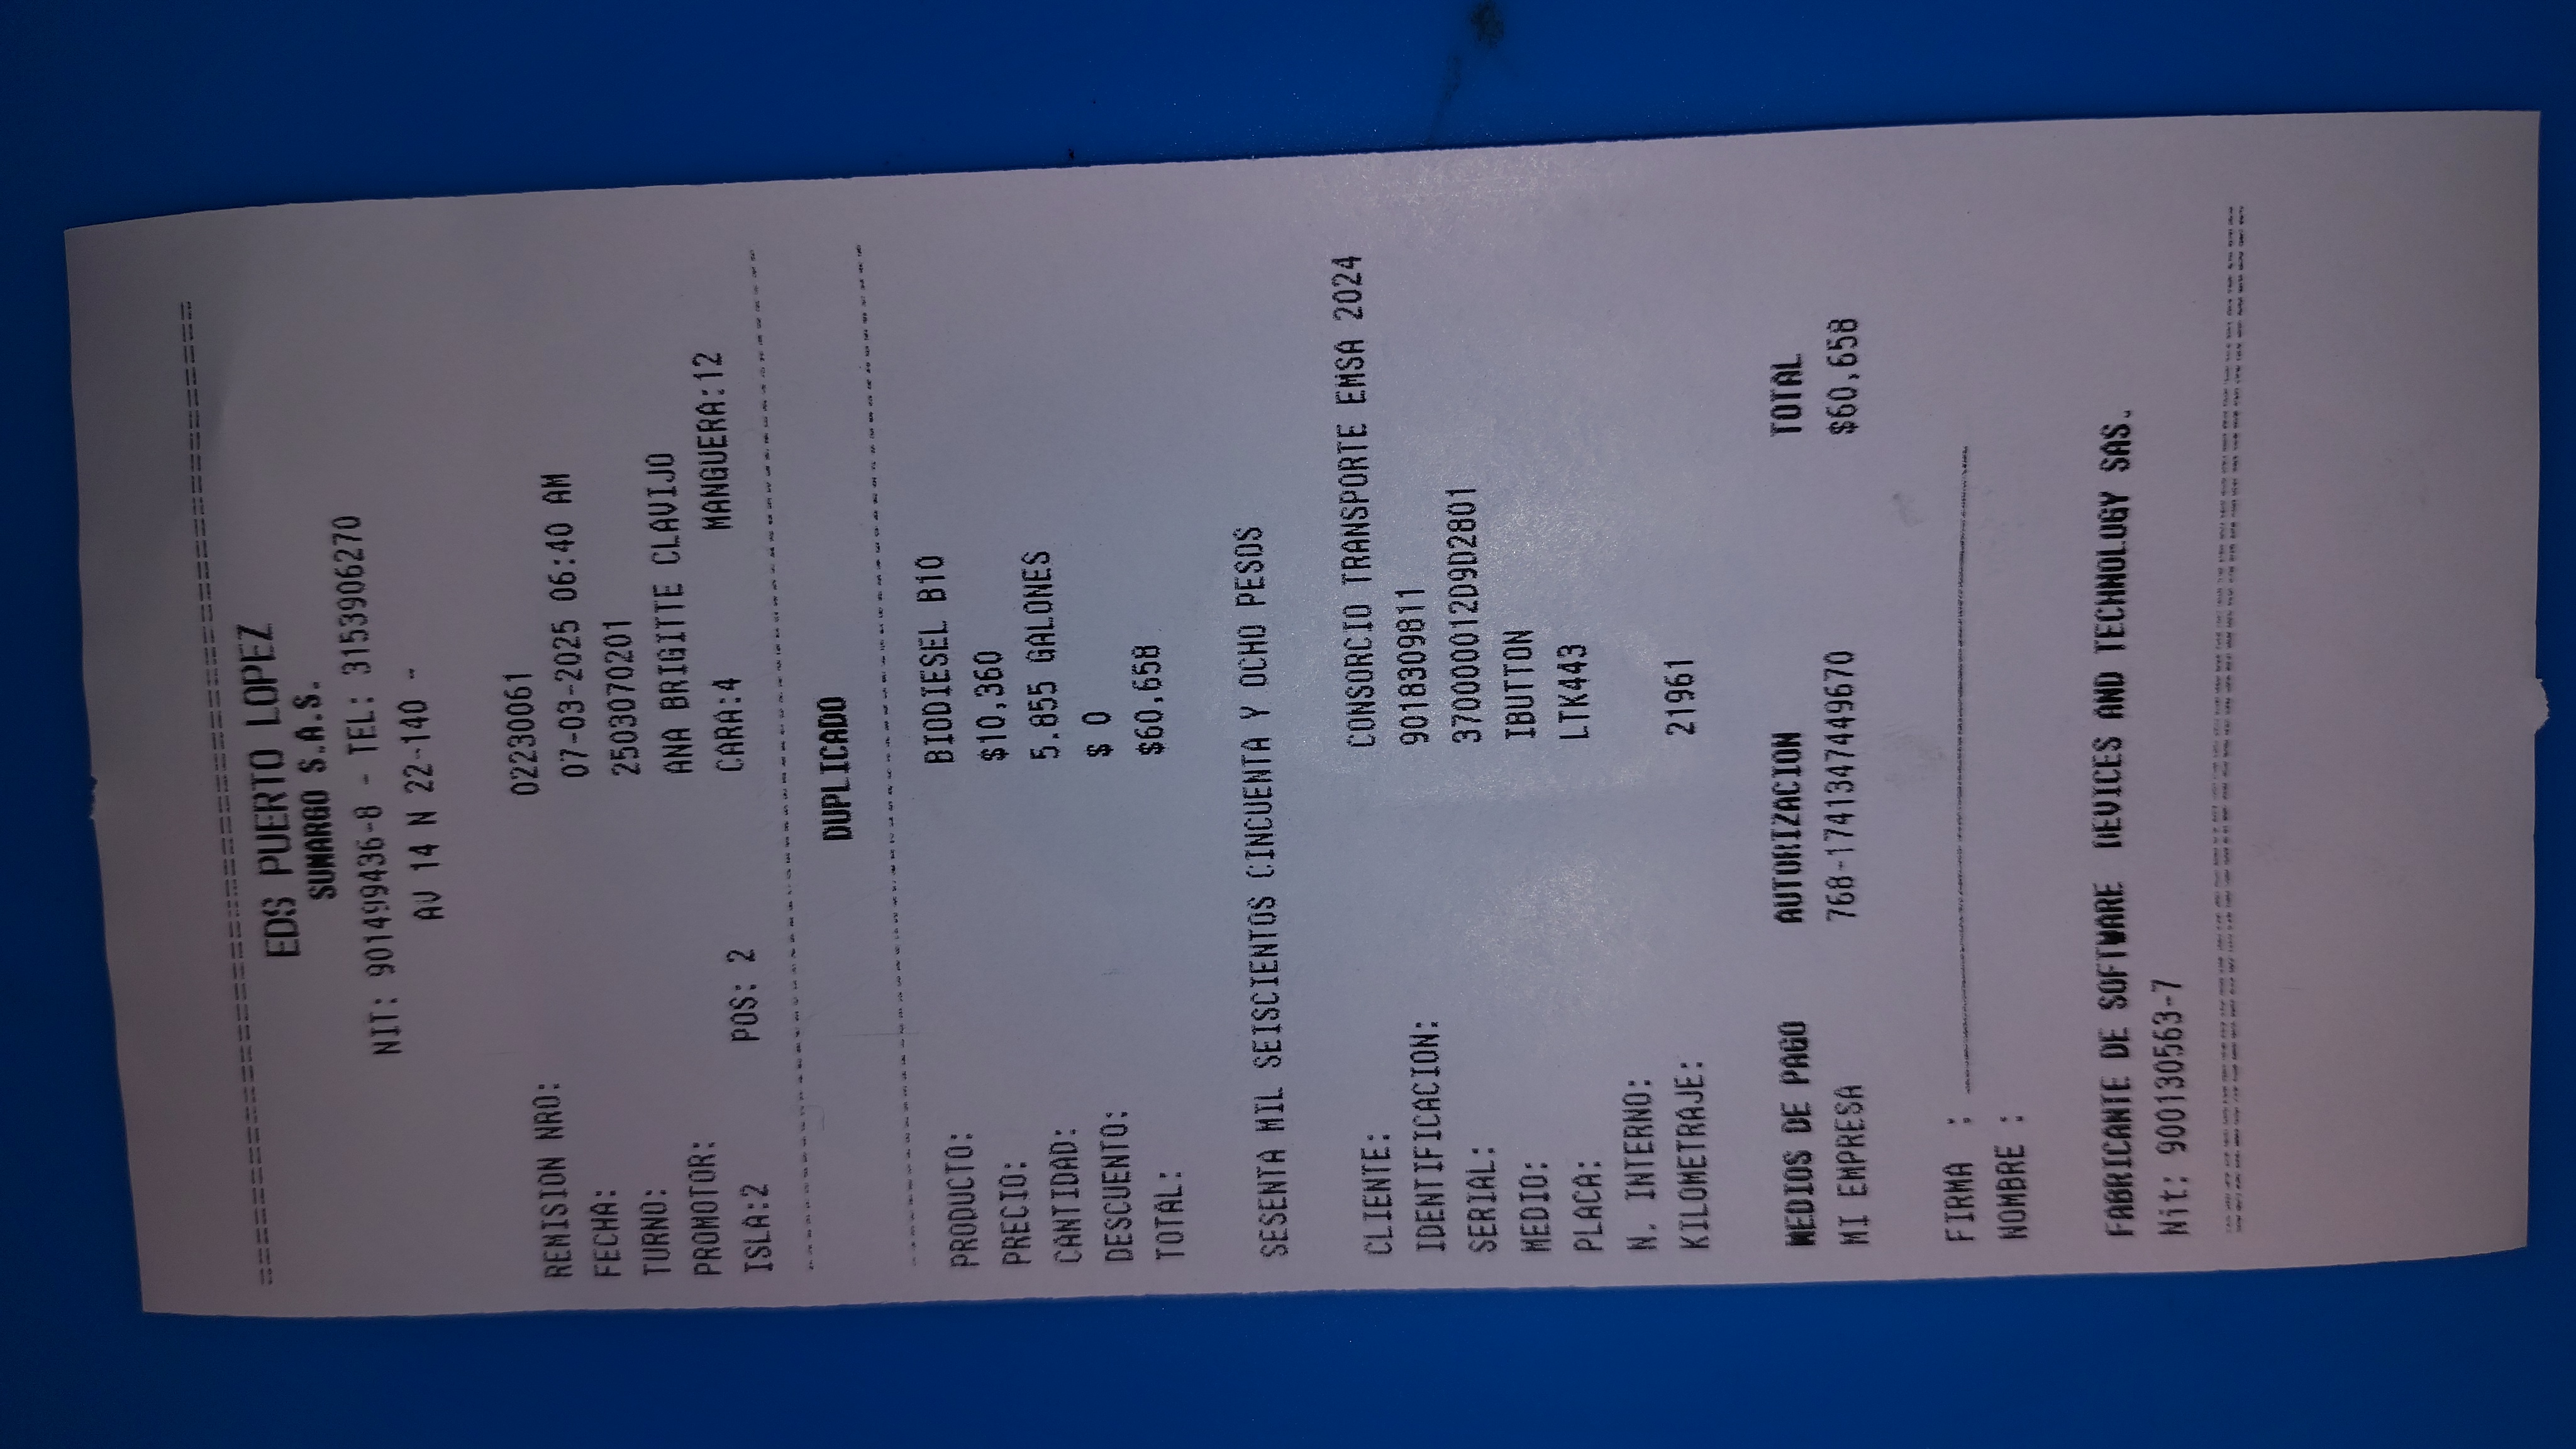 EDS PUERTO LOPEZ
SUMARGO S.A.S.
NIT: 901499436-8 - TEL: 3153906270
AV 14 N 22-140 -
REMISION NRO: 02230061
FECHA: 07-03-2025 06:40 AM
TURNO: 2503070201
PROMOTOR: ANA BRIGITTE CLAVIJO
ISLA:2 POS: 2 CARA:4 MANGUERA:12
DUPLICADO
PRODUCTO: BIODIESEL B10
PRECIO: $10,360
CANTIDAD: 5.855 GALONES
DESCUENTO: $ 0
TOTAL: $60,658
SESENTA MIL SEISCIENTOS CINCUENTA Y OCHO PESOS
CLIENTE: CONSORCIO TRANSPORTE EMSA 2024
IDENTIFICACION: 9018309811
SERIAL: 370000012D9D2801
MEDIO: IBUTTON
PLACA: LTK443
N. INTERNO:
KILOMETRAJE: 21961
MEDIOS DE PAGO AUTORIZACION TOTAL
MI EMPRESA 768-1741347449670 $60,658
FIRMA :
NOMBRE :
FABRICANTE DE SOFTWARE DEVICES AND TECHNOLOGY SAS.
Nit: 900130563-7